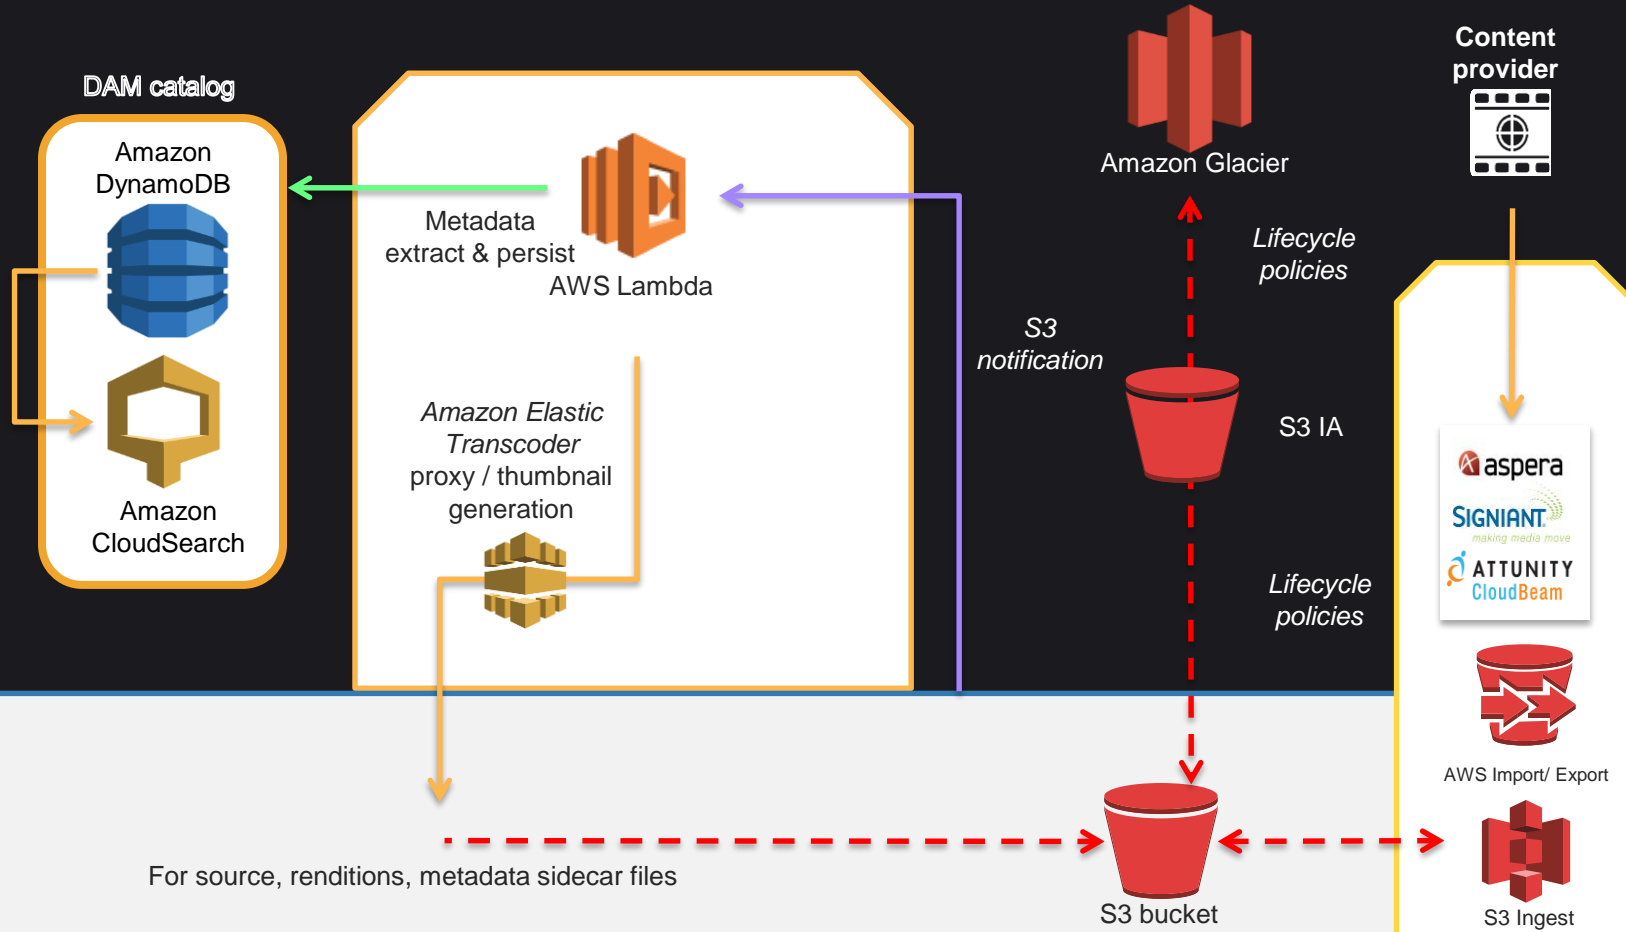 DAM catalog
Amazon
DynamoDB
Amazon
CloudSearch
Metadata
extract & persist
AWS Lambda
Amazon Elastic
Transcoder
proxy / thumbnail
generation
S3
notification
Amazon Glacier
Lifecycle
policies
S3 IA
Lifecycle
policies
Content
provider
aspera
SIGNIANT
making media move
ATTUNITY
CloudBeam
AWS Import/ Export
S3 Ingest
S3 bucket
For source, renditions, metadata sidecar files